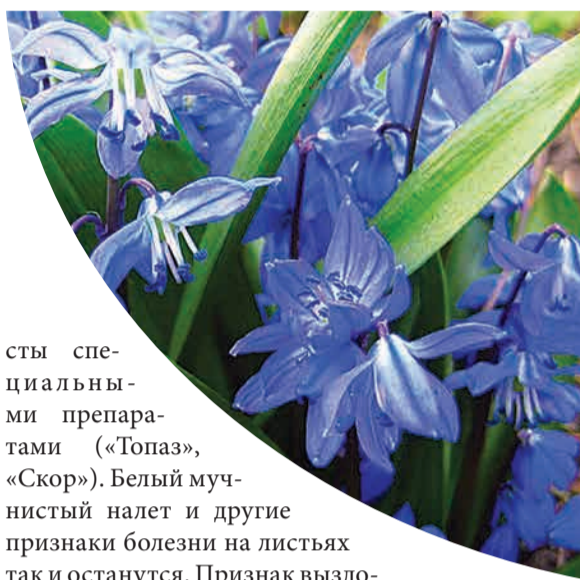 сты спе-
циальны-
ми препара-
тами («Топаз»,
«Скор»). Белый муч-
нистый налет и другие
признаки болезни на листьях
так и останутся. Признак выздо-